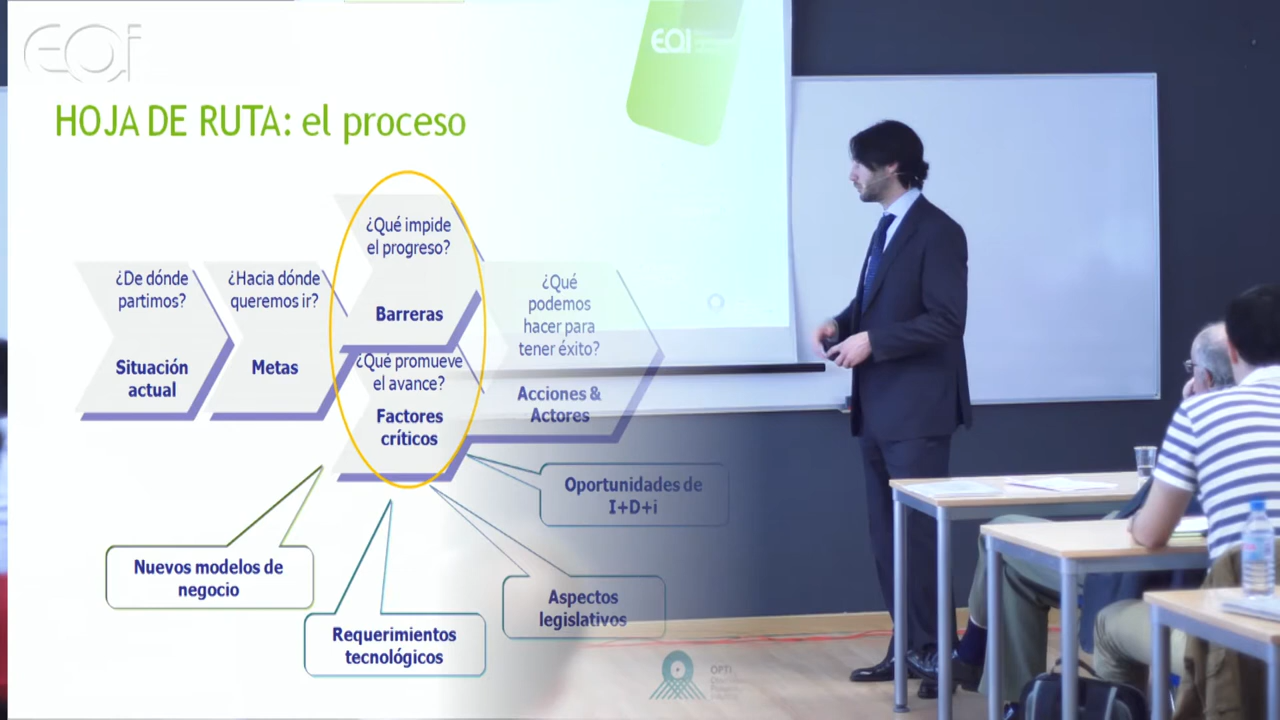 eoi
EOI
HOJA DE RUTA: el proceso
¿Qué impide
el progreso?
Barreras
¿De dónde
partimos?
Situación
actual
¿Hacia dónde
queremos ir?
Metas
¿Qué promueve
el avance?
Factores
críticos
¿Qué
podemos
hacer para
tener éxito?
Acciones &
Actores
Oportunidades de
I+D+i
Nuevos modelos de
negocio
Aspectos
legislativos
Requerimientos
tecnológicos
OPTI